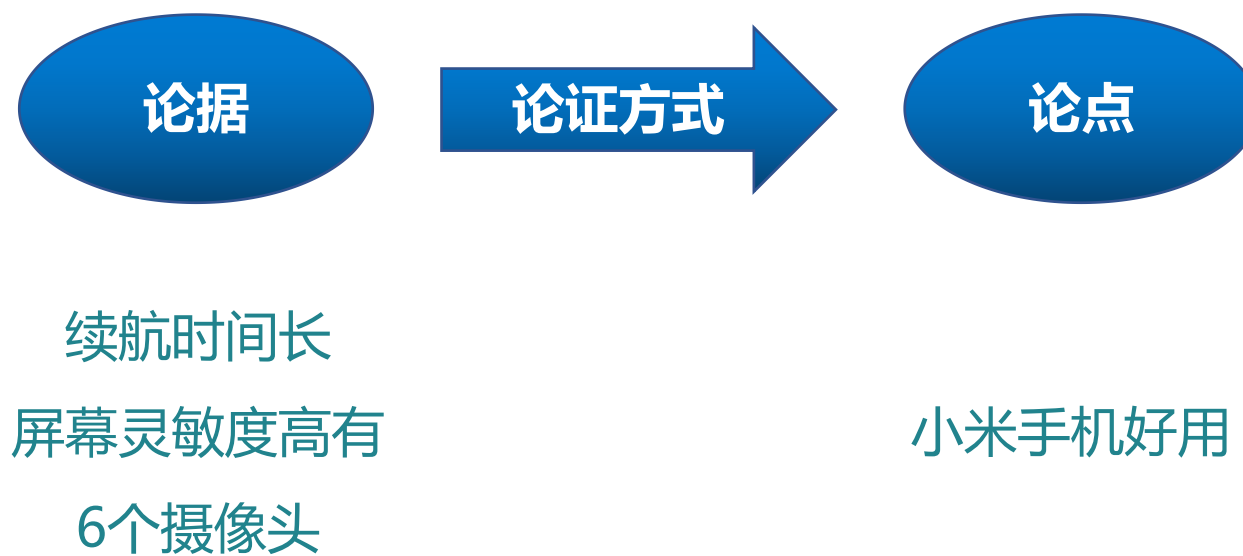 论据
论证方式
论点
续航时间长
屏幕灵敏度高有
6个摄像头
小米手机好用